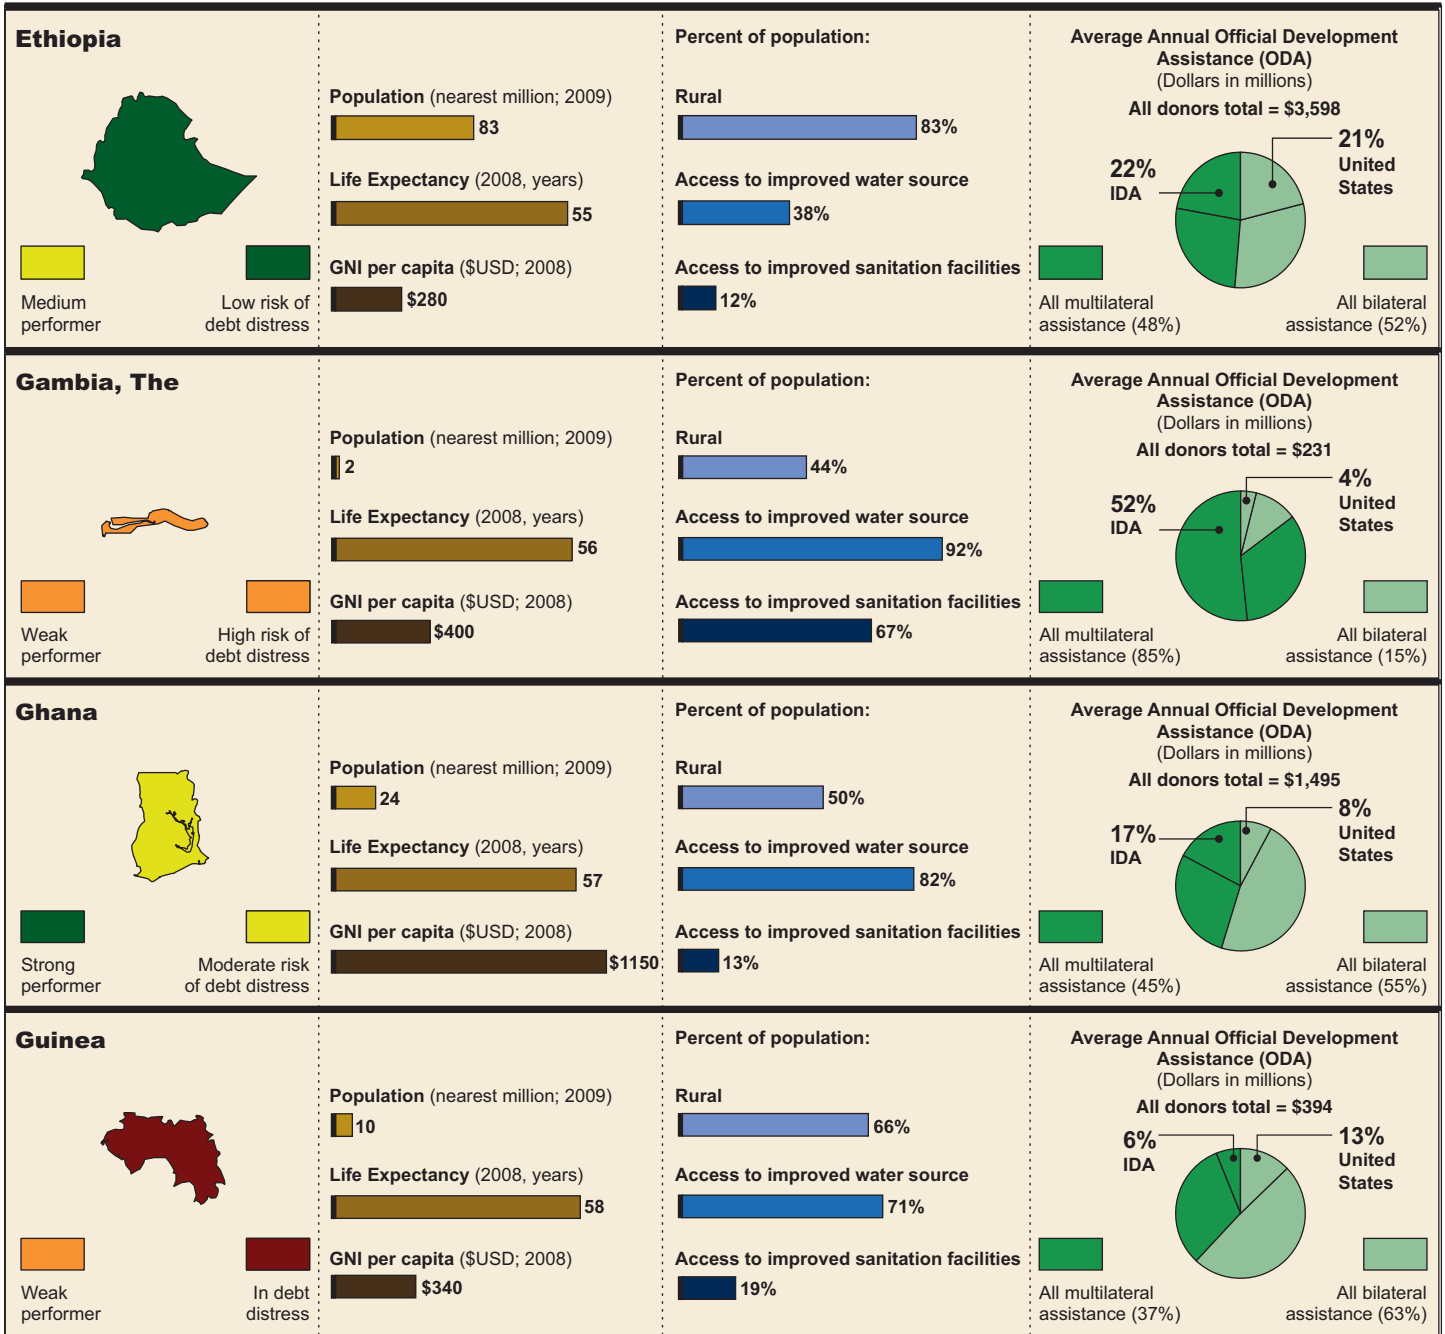 Ethiopia
Medium
performer
Low risk of
debt distress
Population (nearest million; 2009)
83
Life Expectancy (2008, years)
55
GNI per capita ($USD; 2008)
$280
Percent of population:
Rural
83%
Access to improved water source
38%
Access to improved sanitation facilities
12%
Average Annual Official Development
Assistance (ODA)
(Dollars in millions)
All donors total = $3,598
22%
IDA
21%
United
States
All multilateral
assistance (48%)
All bilateral
assistance (52%)
Gambia, The
Weak
performer
High risk of
debt distress
Population (nearest million; 2009)
2
Life Expectancy (2008, years)
56
GNI per capita ($USD; 2008)
$400
Percent of population:
Rural
44%
Access to improved water source
92%
Access to improved sanitation facilities
67%
Average Annual Official Development
Assistance (ODA)
(Dollars in millions)
All donors total = $231
52%
IDA
4%
United
States
All multilateral
assistance (85%)
All bilateral
assistance (15%)
Ghana
Strong
performer
Moderate risk
of debt distress
Population (nearest million; 2009)
24
Life Expectancy (2008, years)
57
GNI per capita ($USD; 2008)
$1150
Percent of population:
Rural
50%
Access to improved water source
82%
Access to improved sanitation facilities
13%
Average Annual Official Development
Assistance (ODA)
(Dollars in millions)
All donors total = $1,495
17%
IDA
8%
United
States
All multilateral
assistance (45%)
All bilateral
assistance (55%)
Guinea
Weak
performer
In debt
distress
Population (nearest million; 2009)
10
Life Expectancy (2008, years)
58
GNI per capita ($USD; 2008)
$340
Percent of population:
Rural
66%
Access to improved water source
71%
Access to improved sanitation facilities
19%
Average Annual Official Development
Assistance (ODA)
(Dollars in millions)
All donors total = $394
6%
IDA
13%
United
States
All multilateral
assistance (37%)
All bilateral
assistance (63%)